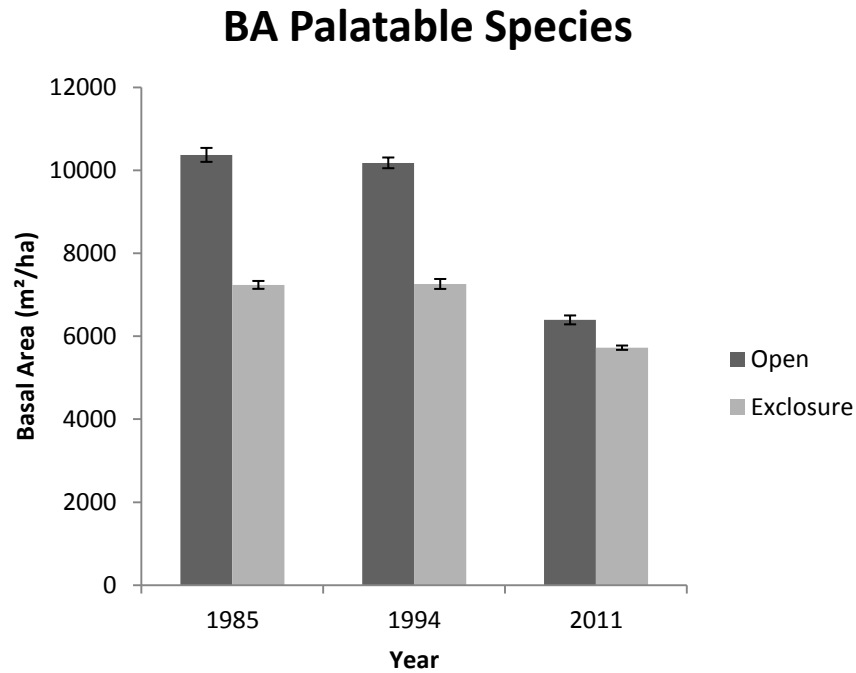 BA Palatable Species
12000
10000
8000
6000
4000
2000
0
Basal Area (m²/ha)
1985
1994
2011
Year
Open
Exclosure